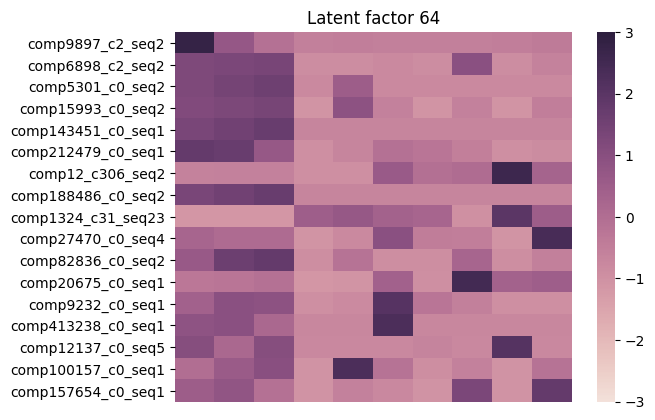 Latent factor 64
comp9897_c2_seq2
comp6898_c2_seq2
comp5301_c0_seq2
comp15993_c0_seq2
comp143451_c0_seq1
comp212479_c0_seq1
comp12_c306_seq2
comp188486_c0_seq2
comp1324_c31_seq23
comp27470_c0_seq4
comp82836_c0_seq2
comp20675_c0_seq1
comp9232_c0_seq1
comp413238_c0_seq1
comp12137_c0_seq5
comp100157_c0_seq1
comp157654_c0_seq1
3
2
1
0
−1
−2
−3